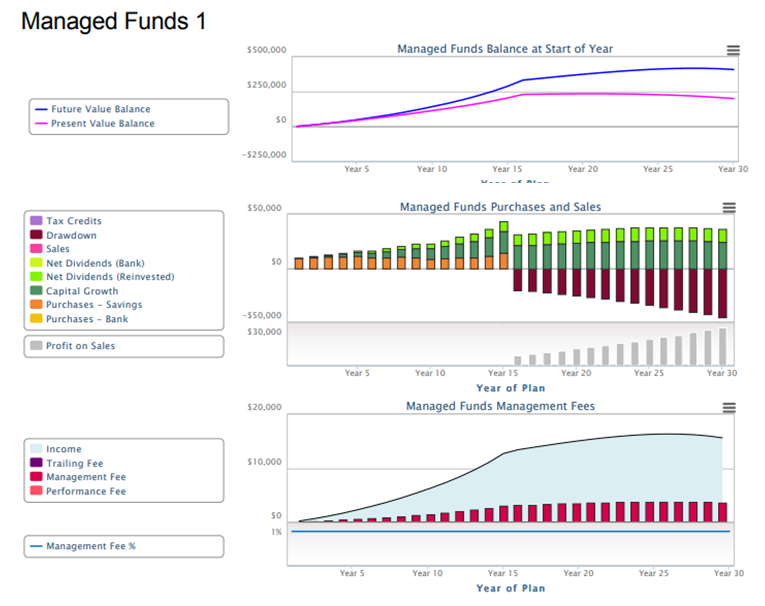 Managed Funds 1
Managed Funds Balance at Start of Year
$500,000
$250,000
$0
-$250,000
Future Value Balance
Present Value Balance
Year 5 Year 10 Year 15 Year 20 Year 25 Year 30
Year of Plan
Managed Funds Purchases and Sales
$50,000
$0
-$50,000
$30,000
Tax Credits
Drawdown
Sales
Net Dividends (Bank)
Net Dividends (Reinvested)
Capital Growth
Purchases - Savings
Purchases - Bank
Profit on Sales
Year 5 Year 10 Year 15 Year 20 Year 25 Year 30
Year of Plan
Managed Funds Management Fees
$20,000
$10,000
$0
1%
Income
Trailing Fee
Management Fee
Performance Fee
Management Fee %
Year 5 Year 10 Year 15 Year 20 Year 25 Year 30
Year of Plan